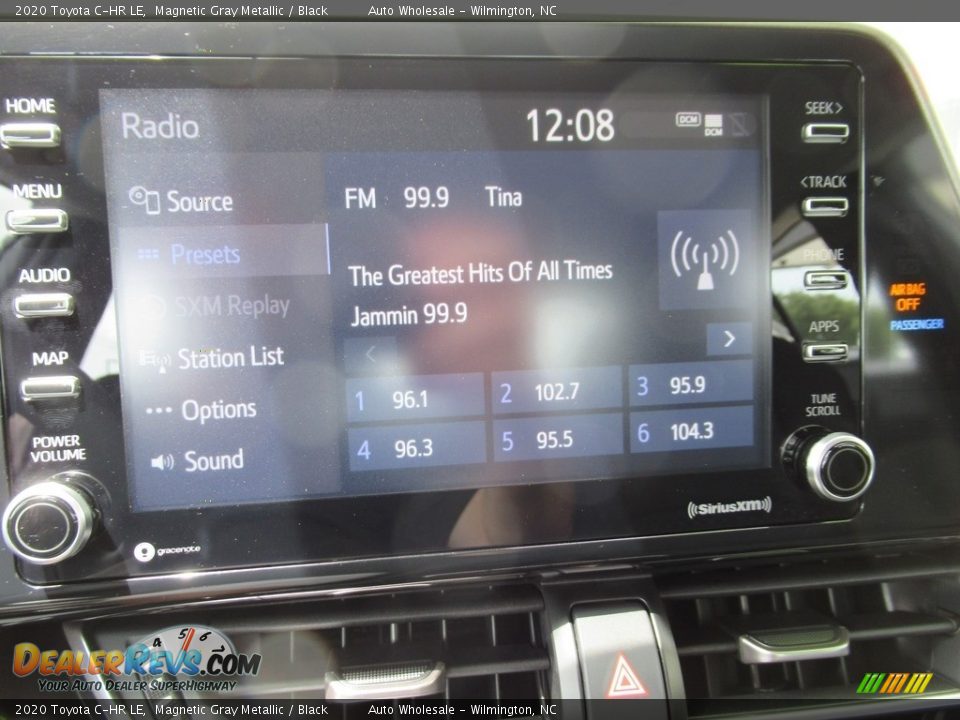 2020 Toyota C-HR LE, Magnetic Gray Metallic / Black Auto Wholesale - Wilmington, NC
HOME
MENU
AUDIO
MAP
POWER
VOLUME
Radio
12:08
DCM
DCM
Source
Presets
SXM Replay
Station List
Options
Sound
FM 99.9 Tina
The Greatest Hits Of All Times
Jammin 99.9
< >
1 96.1
2 102.7
3 95.9
4 96.3
5 95.5
6 104.3
SEEK >
< TRACK
PHONE
APPS
TUNE
SCROLL
AIR BAG
OFF
PASSENGER
gracenote
((SiriusXM))
4 5 6
DealerRevs.com
Your Auto Dealer SuperHighway
2020 Toyota C-HR LE, Magnetic Gray Metallic / Black Auto Wholesale - Wilmington, NC